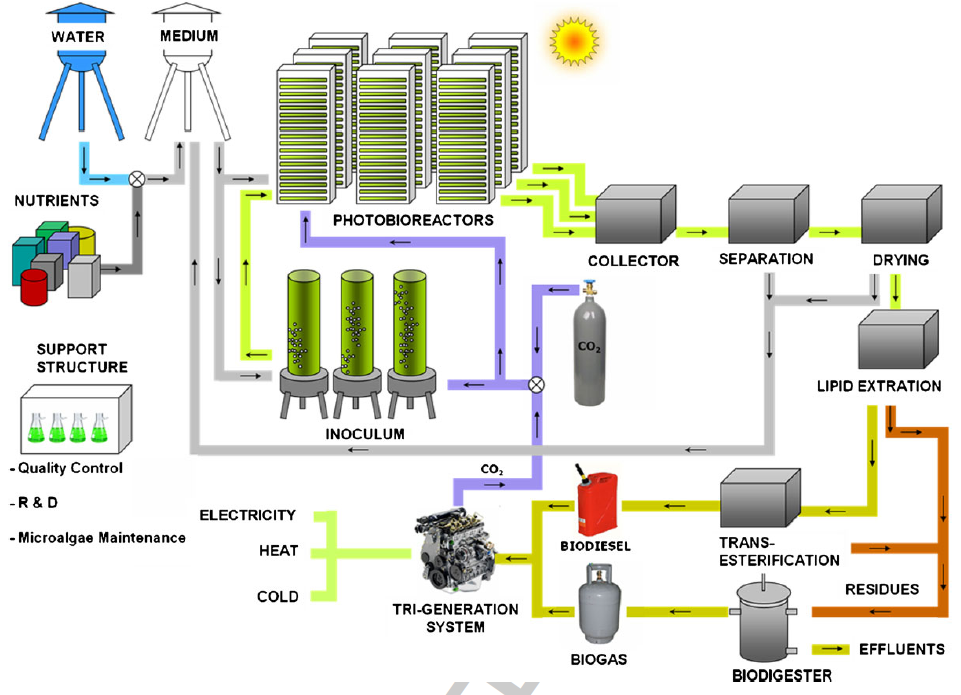 WATER
MEDIUM
NUTRIENTS
PHOTOBIOREACTORS
COLLECTOR
SEPARATION
DRYING
SUPPORT
STRUCTURE
CO2
LIPID EXTRATION
INOCULUM
- Quality Control
- R & D
- Microalgae Maintenance
CO2
ELECTRICITY
HEAT
COLD
TRI-GENERATION
SYSTEM
BIODIESEL
TRANS-
ESTERIFICATION
RESIDUES
BIOGAS
BIODIGESTER
EFFLUENTS